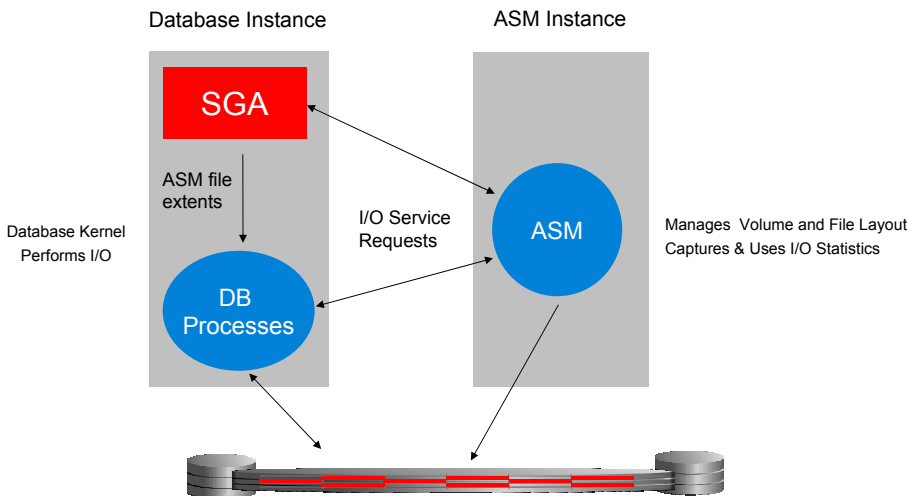 Database Instance
ASM Instance
SGA
ASM file
extents
I/O Service
Requests
ASM
Database Kernel
Performs I/O
Manages Volume and File Layout
Captures & Uses I/O Statistics
DB
Processes